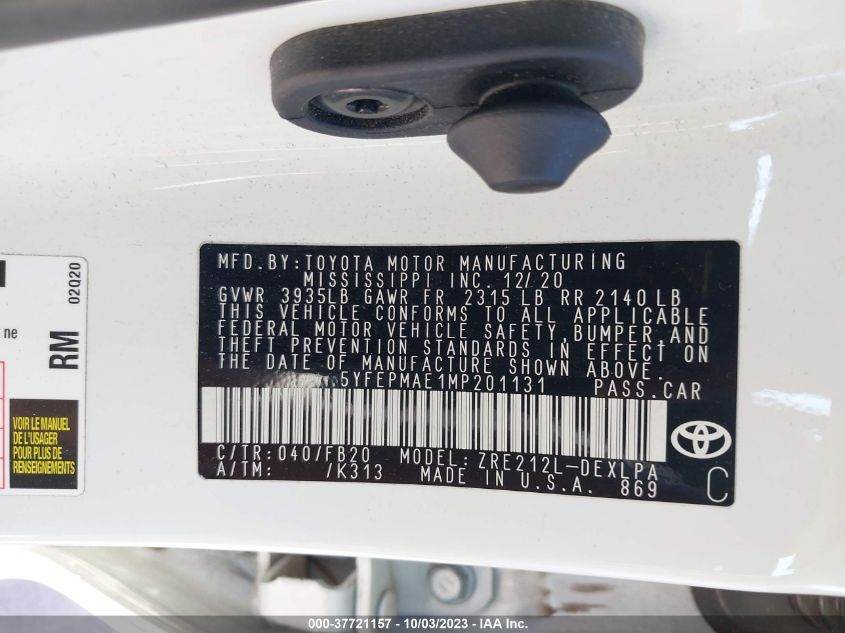 MFD.BY:TOYOTA MOTOR MANUFACTURING
MISSISSIPPI INC. 12/20
GVWR 3935LB GAWR FR 2315 LB RR 2140 LB
THIS VEHICLE CONFORMS TO ALL APPLICABLE
FEDERAL MOTOR VEHICLE SAFETY, BUMPER, AND
THEFT PREVENTION STANDARDS IN EFFECT ON
THE DATE OF MANUFACTURE SHOWN ABOVE.
5YFEPMAE1MP201131 PASS.CAR
C/TR:040/FB20 MODEL:ZRE212L-DEXLPA
A/TM: /K313 MADE IN U.S.A. 869
C
02Q20
RM
ne
VOIR LE MANUEL
DE L'USAGER
POUR PLUS DE
RENSEIGNEMENTS
000-37721157 - 10/03/2023 - IAA Inc.